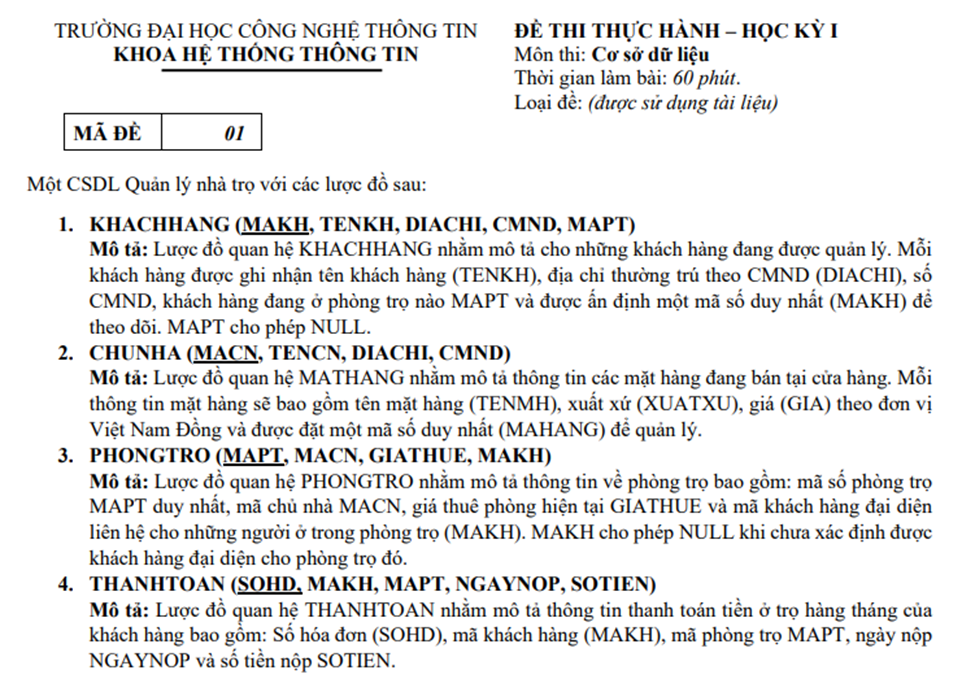 TRƯỜNG ĐẠI HỌC CÔNG NGHỆ THÔNG TIN
KHOA HỆ THỐNG THÔNG TIN
ĐỀ THI THỰC HÀNH – HỌC KỲ I
Môn thi: Cơ sở dữ liệu
Thời gian làm bài: 60 phút.
Loại đề: (được sử dụng tài liệu)
MÃ ĐỀ 01
Một CSDL Quản lý nhà trọ với các lược đồ sau:
1. KHACHHANG (MAKH, TENKH, DIACHI, CMND, MAPT)
Mô tả: Lược đồ quan hệ KHACHHANG nhằm mô tả cho những khách hàng đang được quản lý. Mỗi
khách hàng được ghi nhận tên khách hàng (TENKH), địa chỉ thường trú theo CMND (DIACHI), số
CMND, khách hàng đang ở phòng trọ nào MAPT và được ấn định một mã số duy nhất (MAKH) để
theo dõi. MAPT cho phép NULL.
2. CHUNHA (MACN, TENCN, DIACHI, CMND)
Mô tả: Lược đồ quan hệ MATHANG nhằm mô tả thông tin các mặt hàng đang bán tại cửa hàng. Mỗi
thông tin mặt hàng sẽ bao gồm tên mặt hàng (TENMH), xuất xứ (XUATXU), giá (GIA) theo đơn vị
Việt Nam Đồng và được đặt một mã số duy nhất (MAHANG) để quản lý.
3. PHONGTRO (MAPT, MACN, GIATHUE, MAKH)
Mô tả: Lược đồ quan hệ PHONGTRO nhằm mô tả thông tin về phòng trọ bao gồm: mã số phòng trọ
MAPT duy nhất, mã chủ nhà MACN, giá thuê phòng hiện tại GIATHUE và mã khách hàng đại diện
liên hệ cho những người ở trong phòng trọ (MAKH). MAKH cho phép NULL khi chưa xác định được
khách hàng đại diện cho phòng trọ đó.
4. THANHTOAN (SOHD, MAKH, MAPT, NGAYNOP, SOTIEN)
Mô tả: Lược đồ quan hệ THANHTOAN nhằm mô tả thông tin thanh toán tiền ở trọ hàng tháng của
khách hàng bao gồm: Số hóa đơn (SOHD), mã khách hàng (MAKH), mã phòng trọ MAPT, ngày nộp
NGAYNOP và số tiền nộp SOTIEN.